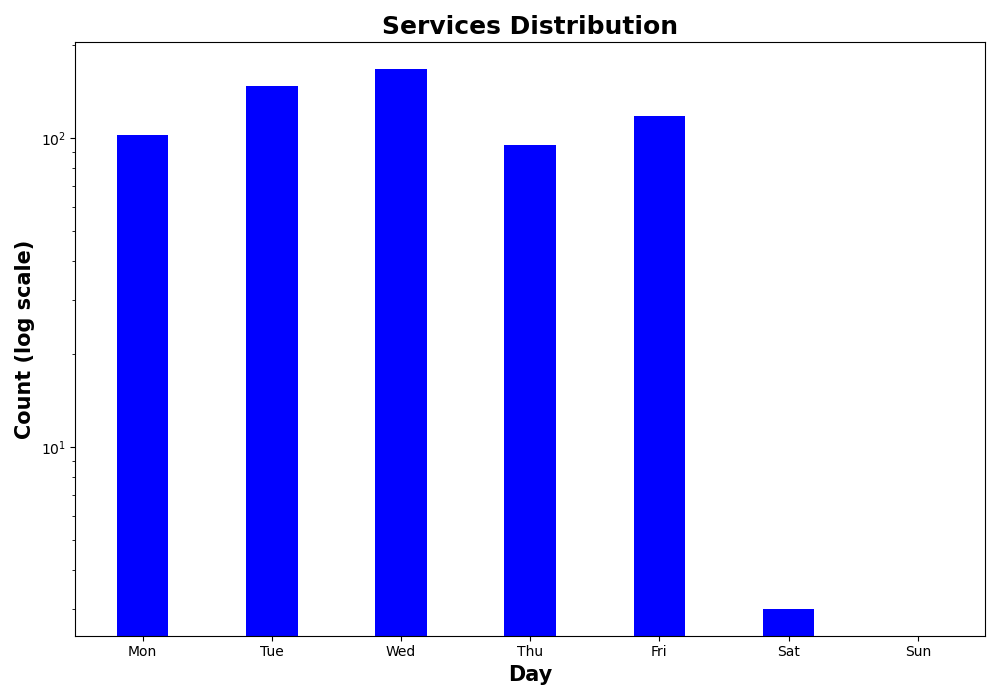 Services Distribution
Count (log scale)
10²
10¹
Mon Tue Wed Thu Fri Sat Sun
Day